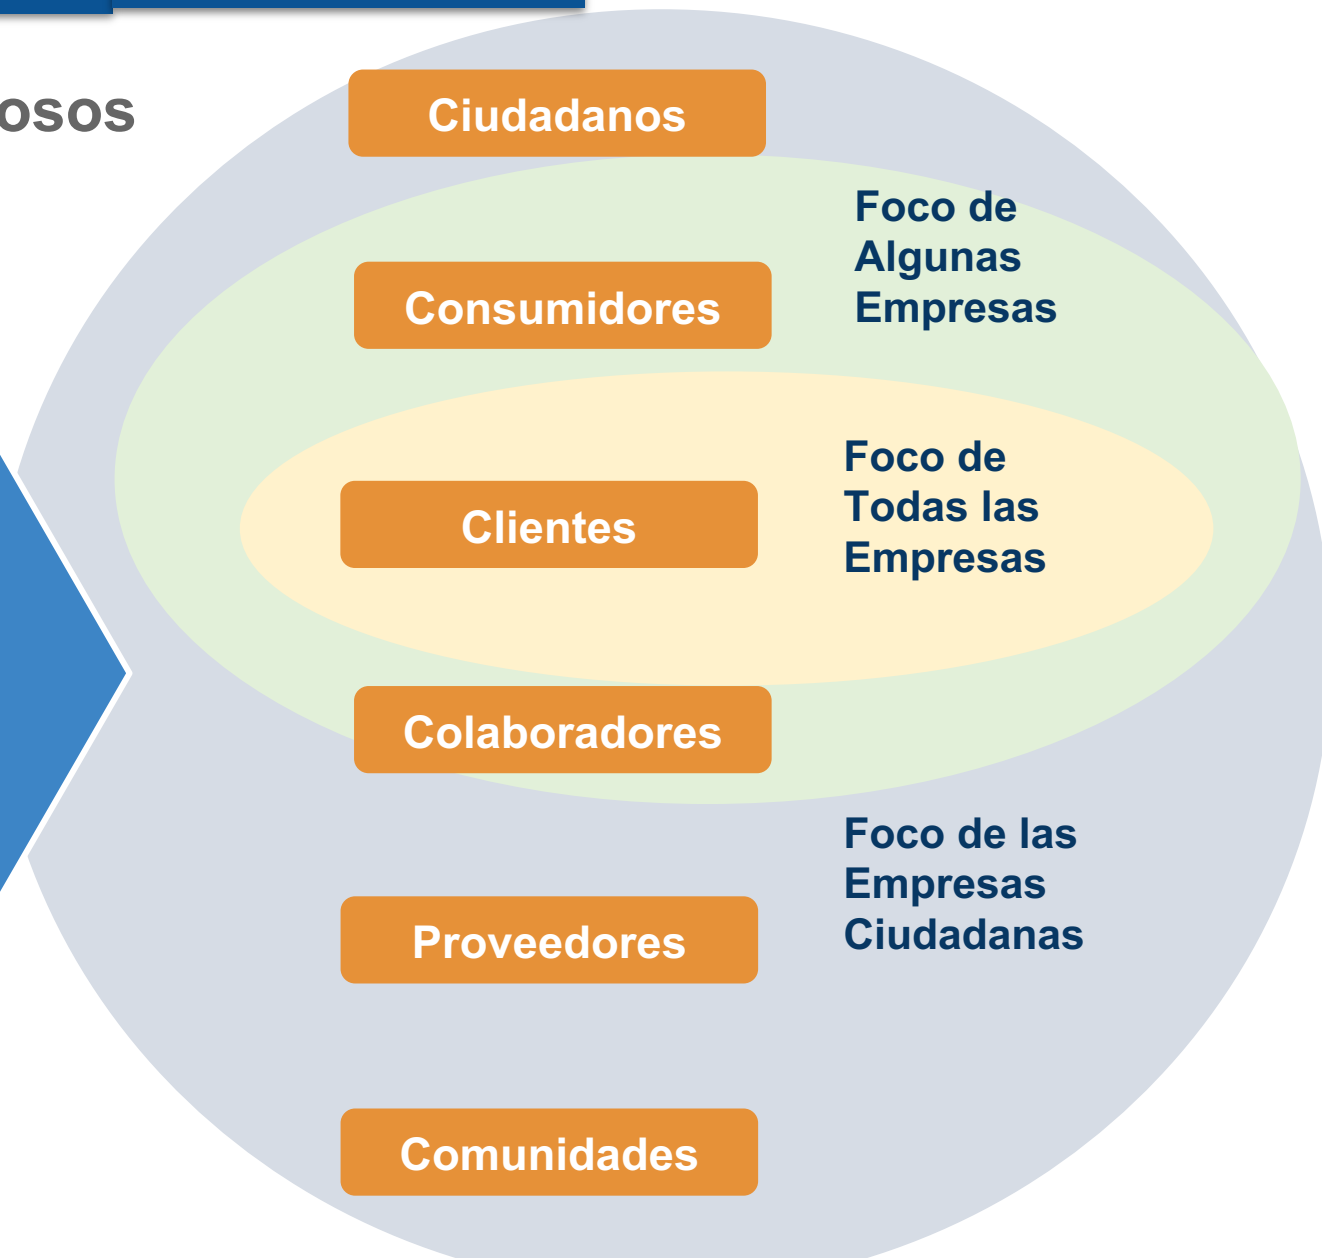 Ciudadanos
Foco de
Algunas
Empresas
Consumidores
Foco de
Todas las
Empresas
Clientes
Colaboradores
Foco de las
Empresas
Ciudadanas
Proveedores
Comunidades